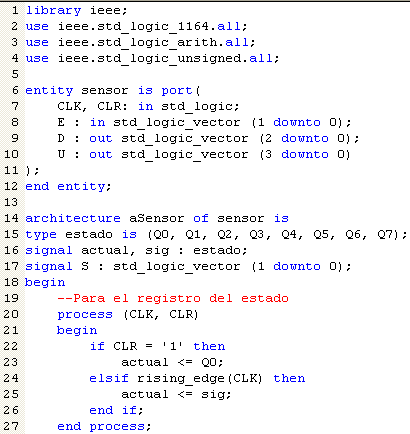 1 library ieee;
2 use ieee.std_logic_1164.all;
3 use ieee.std_logic_arith.all;
4 use ieee.std_logic_unsigned.all;
5
6 entity sensor is port(
7     CLK, CLR: in std_logic;
8     E : in std_logic_vector (1 downto 0);
9     D : out std_logic_vector (2 downto 0);
10     U : out std_logic_vector (3 downto 0)
11 );
12 end entity;
13
14 architecture aSensor of sensor is
15 type estado is (Q0, Q1, Q2, Q3, Q4, Q5, Q6, Q7);
16 signal actual, sig : estado;
17 signal S : std_logic_vector (1 downto 0);
18 begin
19     --Para el registro del estado
20     process (CLK, CLR)
21     begin
22         if CLR = '1' then
23             actual <= Q0;
24         elsif rising_edge(CLK) then
25             actual <= sig;
26         end if;
27     end process;